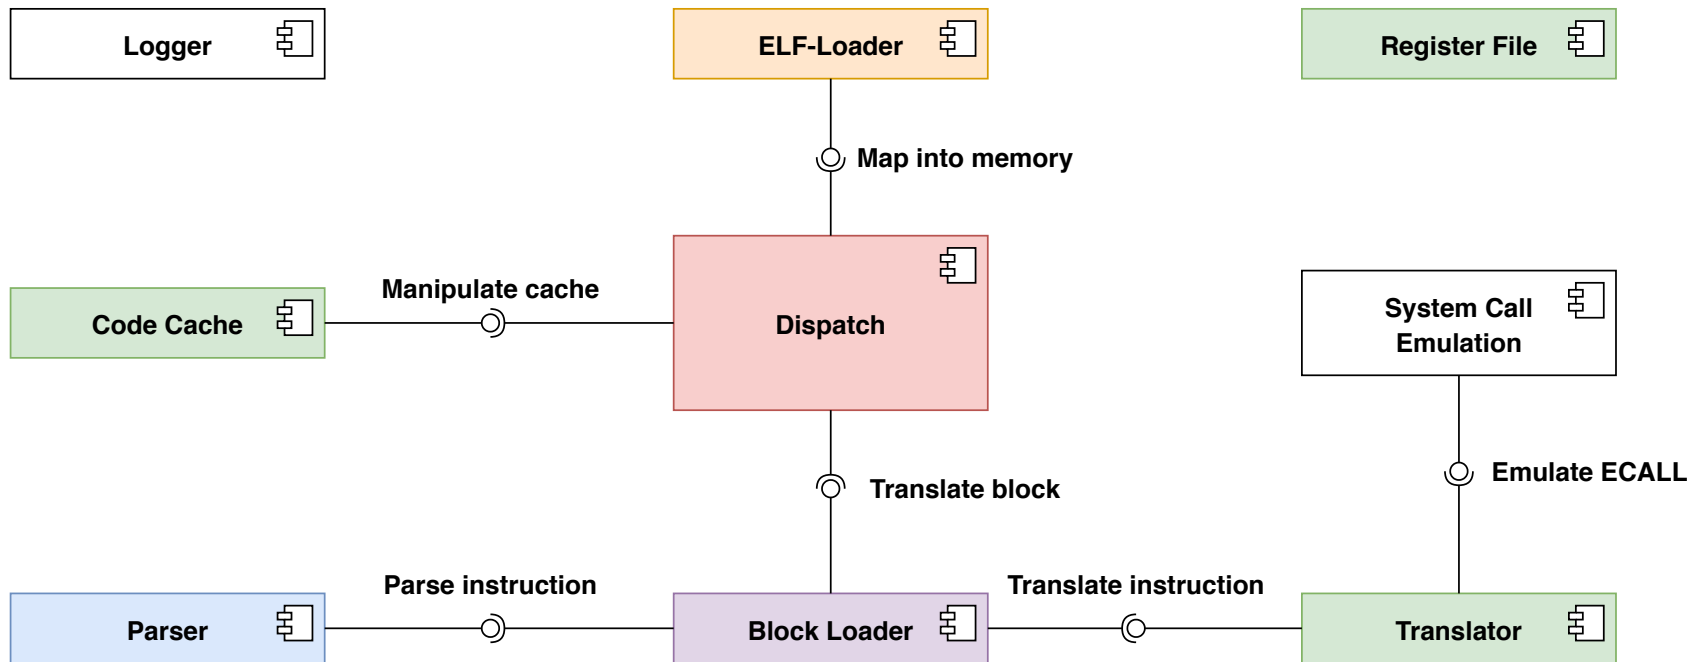 Logger
ELF-Loader
Register File
Map into memory
Manipulate cache
Code Cache
Dispatch
System Call
Emulation
Translate block
Emulate ECALL
Parse instruction
Translate instruction
Parser
Block Loader
Translator